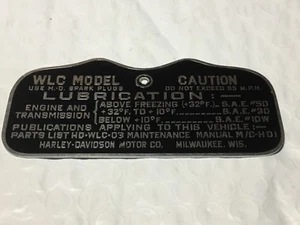 WLC MODEL CAUTION
USE H-D. SPARK PLUGS DO NOT EXCEED 65 M.P.H.
LUBRICATION:—
ENGINE AND TRANSMISSION
ABOVE FREEZING (+32°F.) S.A.E. #50
+32°F. TO +10°F. S.A.E. #30
BELOW +10°F. S.A.E. #10W
PUBLICATIONS APPLYING TO THIS VEHICLE:—
PARTS LIST HD-WLC-03 MAINTENANCE MANUAL M/C-HD1
HARLEY-DAVIDSON MOTOR CO. MILWAUKEE, WIS.